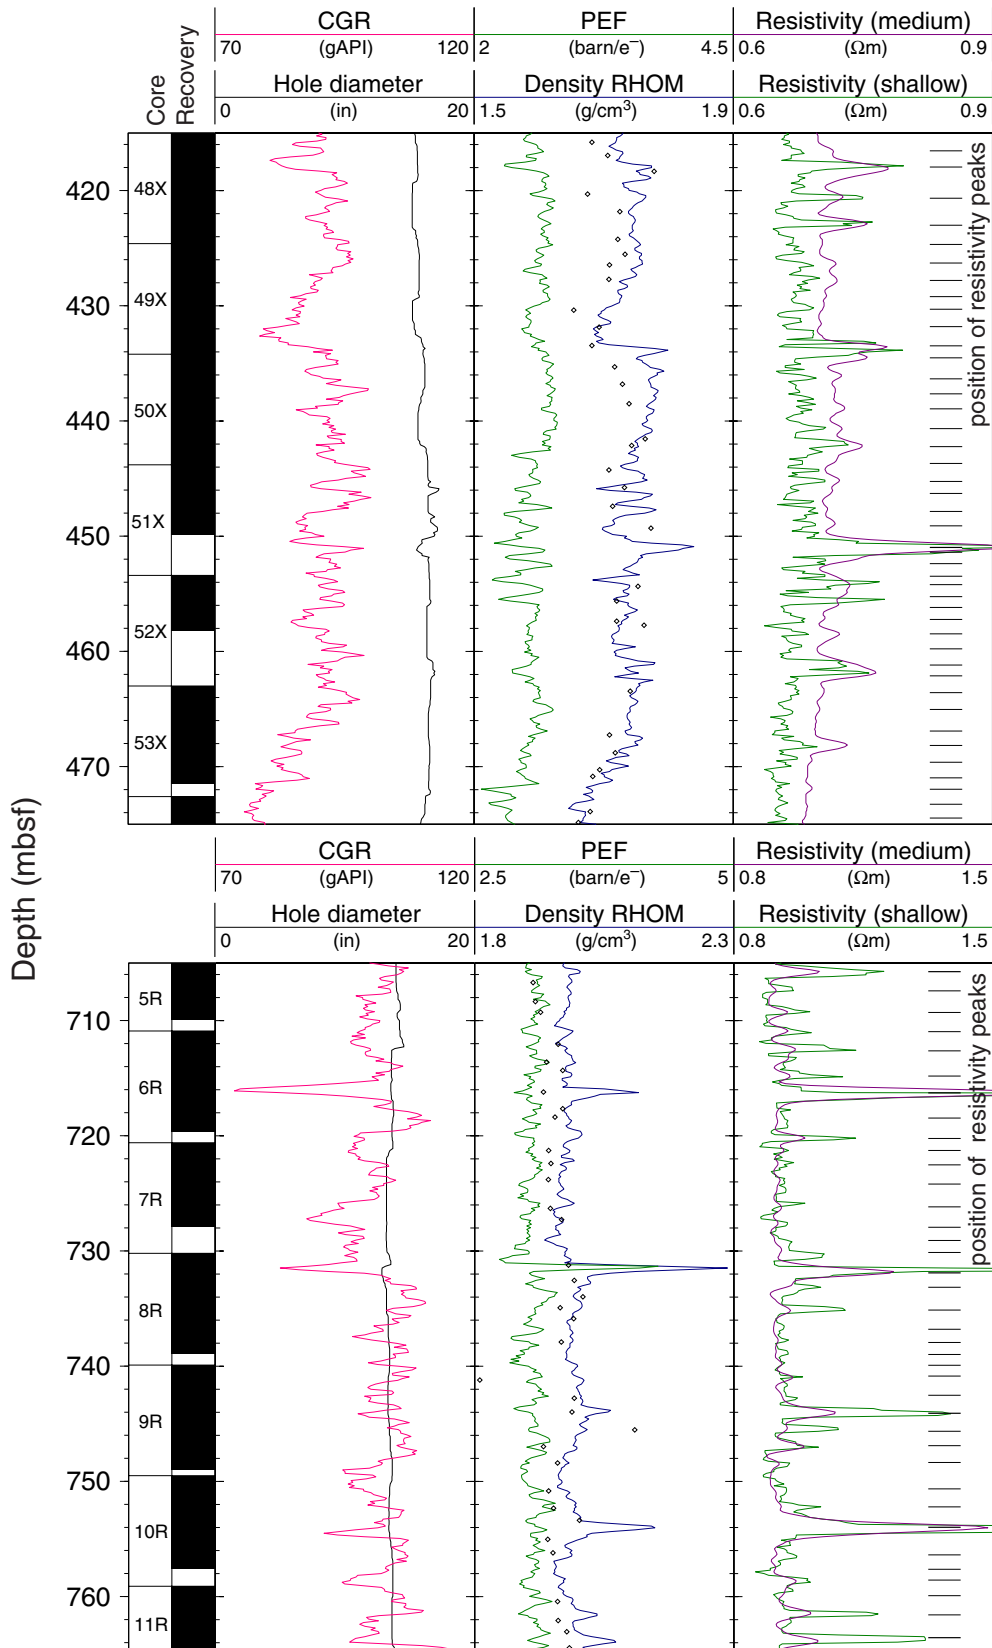 CGR PEF Resistivity (medium)
70 (gAPI) 120 2 (barn/e⁻) 4.5 0.6 (Ωm) 0.9
Core Recovery Hole diameter Density RHOM Resistivity (shallow)
0 (in) 20 1.5 (g/cm³) 1.9 0.6 (Ωm) 0.9
position of resistivity peaks
48X
420
49X
430
50X
440
51X
450
52X
460
53X
470
Depth (mbsf)
CGR PEF Resistivity (medium)
70 (gAPI) 120 2.5 (barn/e⁻) 5 0.8 (Ωm) 1.5
Hole diameter Density RHOM Resistivity (shallow)
0 (in) 20 1.8 (g/cm³) 2.3 0.8 (Ωm) 1.5
position of resistivity peaks
5R
710
6R
720
7R
730
8R
740
9R
750
10R
760
11R